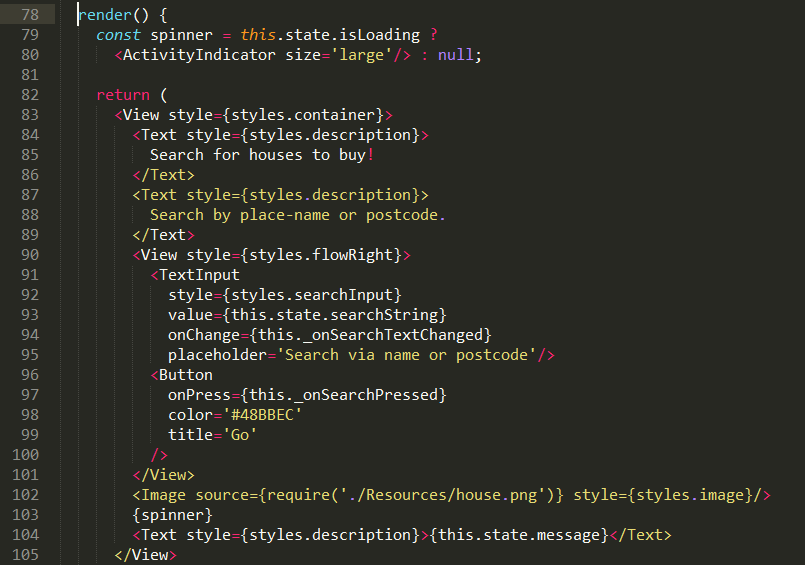 78 render() {
79   const spinner = this.state.isLoading ?
80     <ActivityIndicator size='large'/> : null;
81
82   return (
83     <View style={styles.container}>
84       <Text style={styles.description}>
85         Search for houses to buy!
86       </Text>
87       <Text style={styles.description}>
88         Search by place-name or postcode.
89       </Text>
90       <View style={styles.flowRight}>
91         <TextInput
92           style={styles.searchInput}
93           value={this.state.searchString}
94           onChange={this._onSearchTextChanged}
95           placeholder='Search via name or postcode'/>
96         <Button
97           onPress={this._onSearchPressed}
98           color='#48BBEC'
99           title='Go'
100         />
101       </View>
102       <Image source={require('./Resources/house.png')} style={styles.image}/>
103       {spinner}
104       <Text style={styles.description}>{this.state.message}</Text>
105     </View>